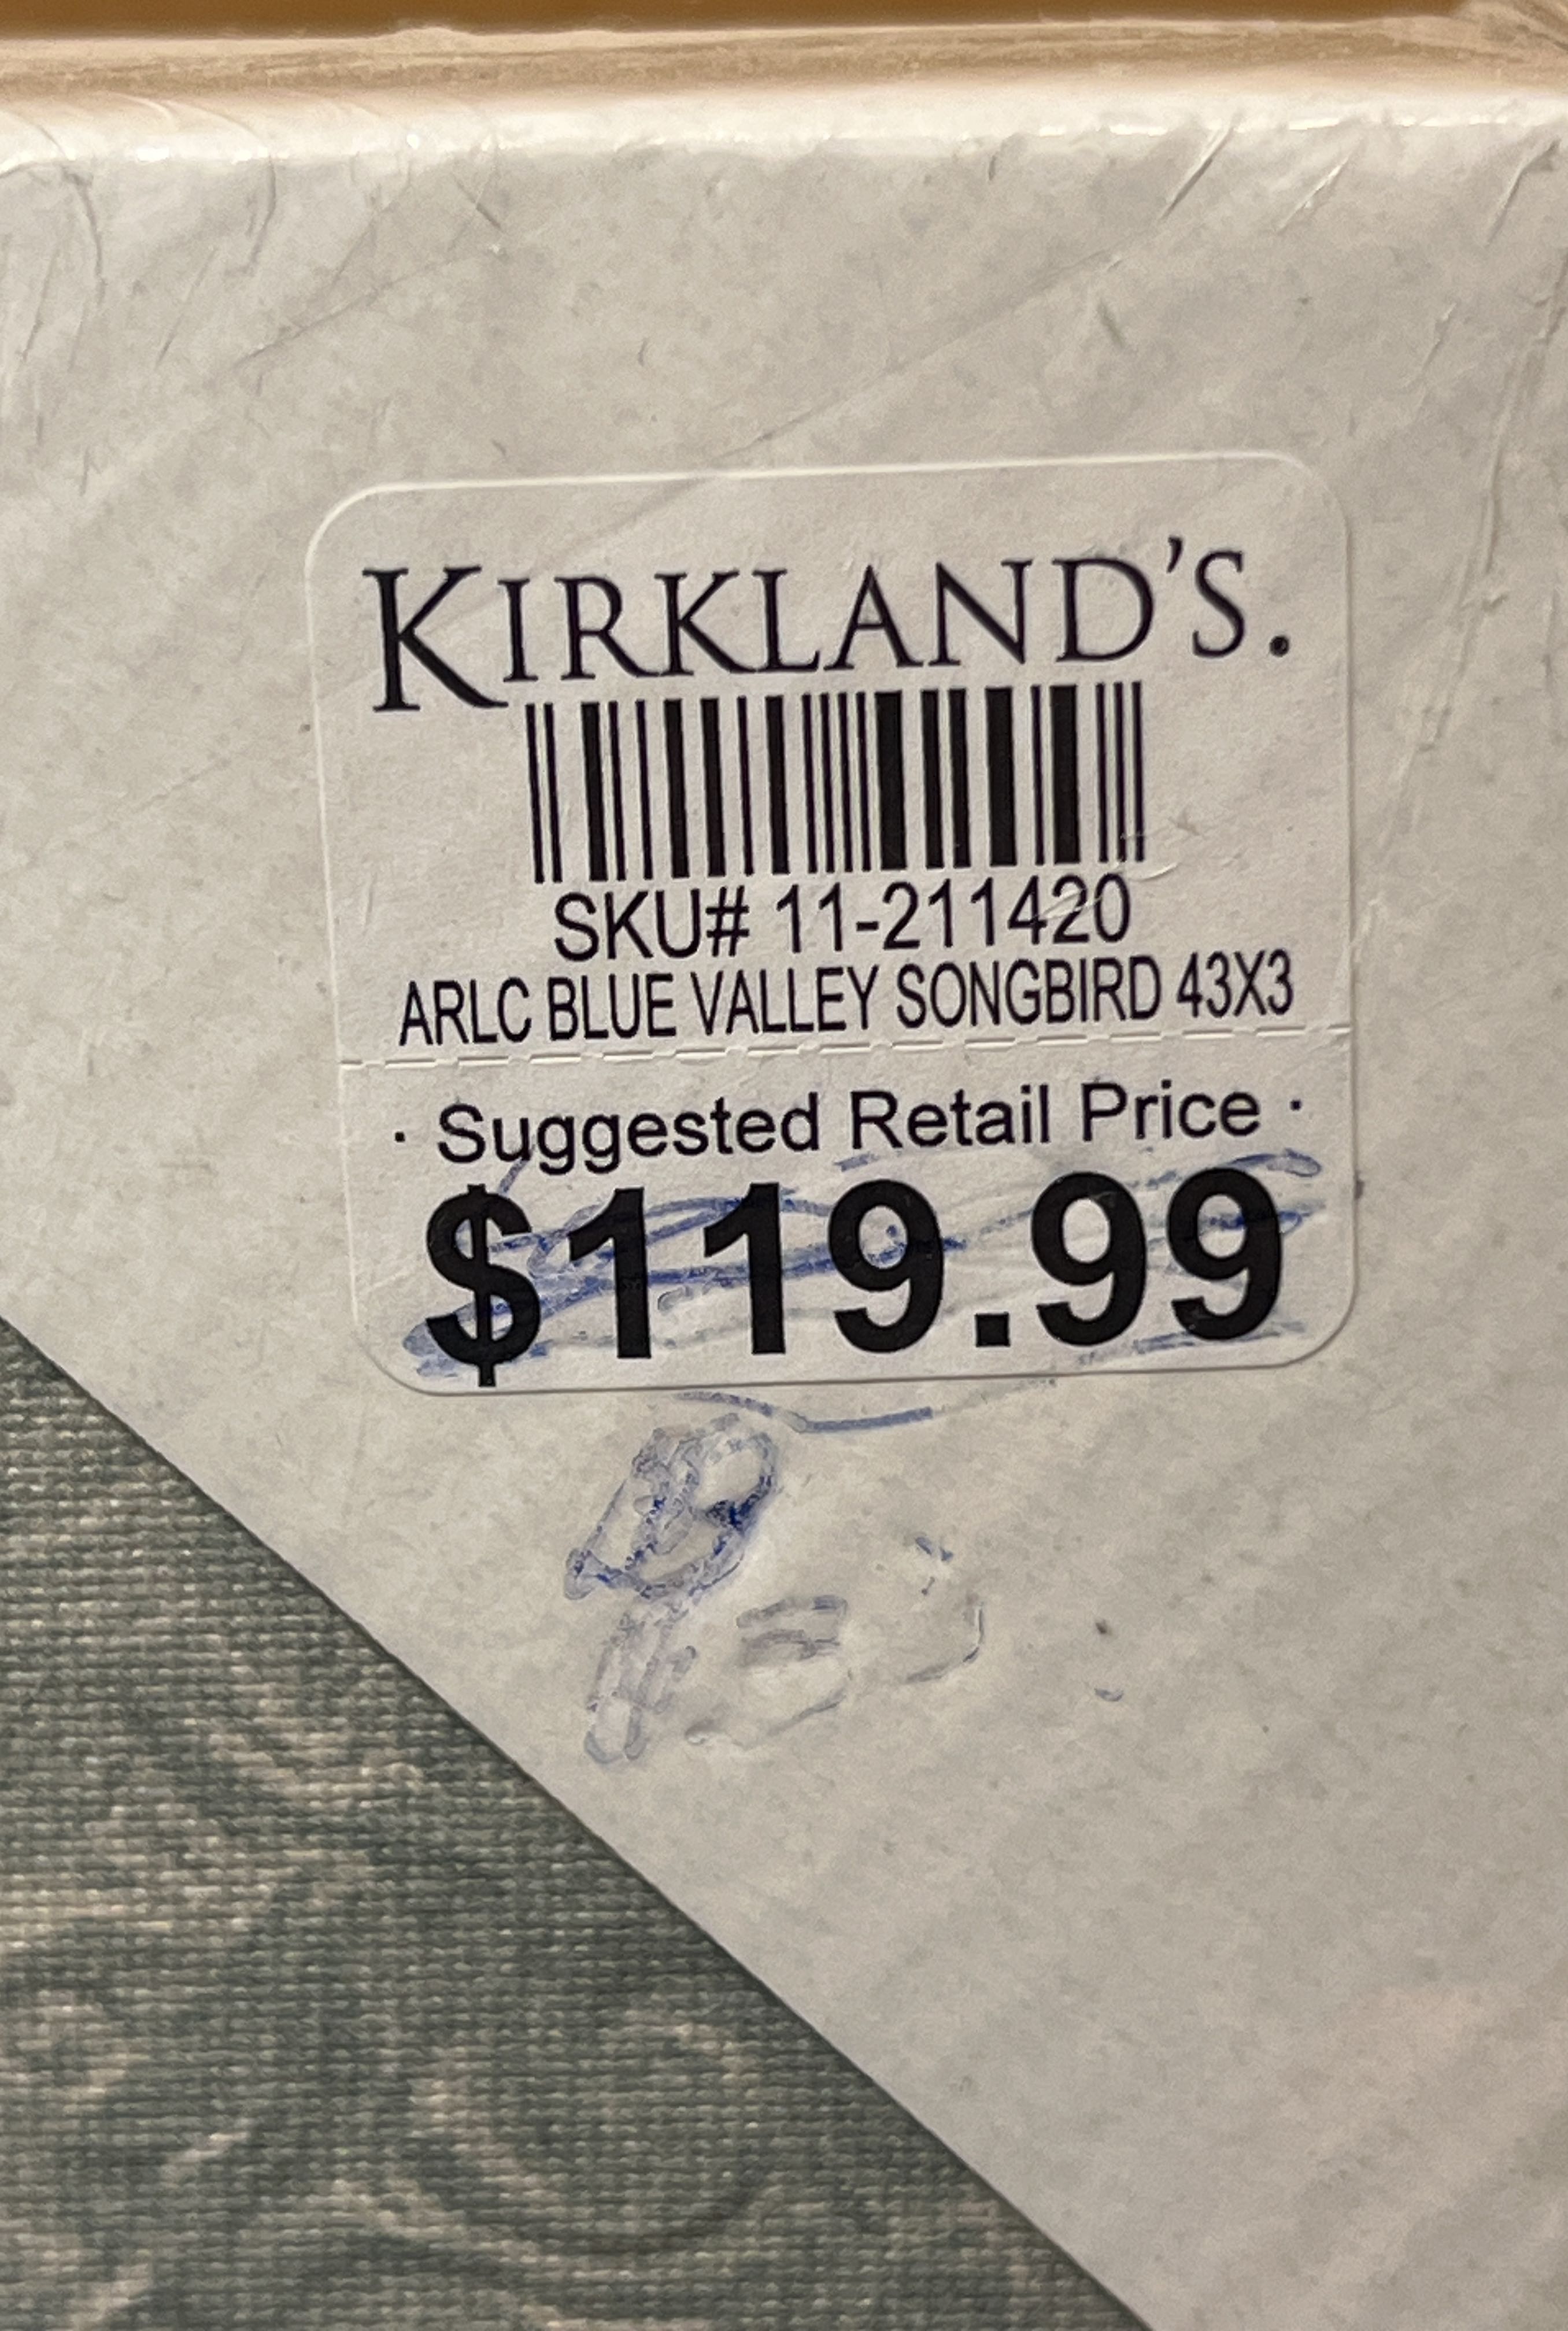 KIRKLAND'S.
SKU# 11-211420
ARLC BLUE VALLEY SONGBIRD 43X3
· Suggested Retail Price ·
$119.99